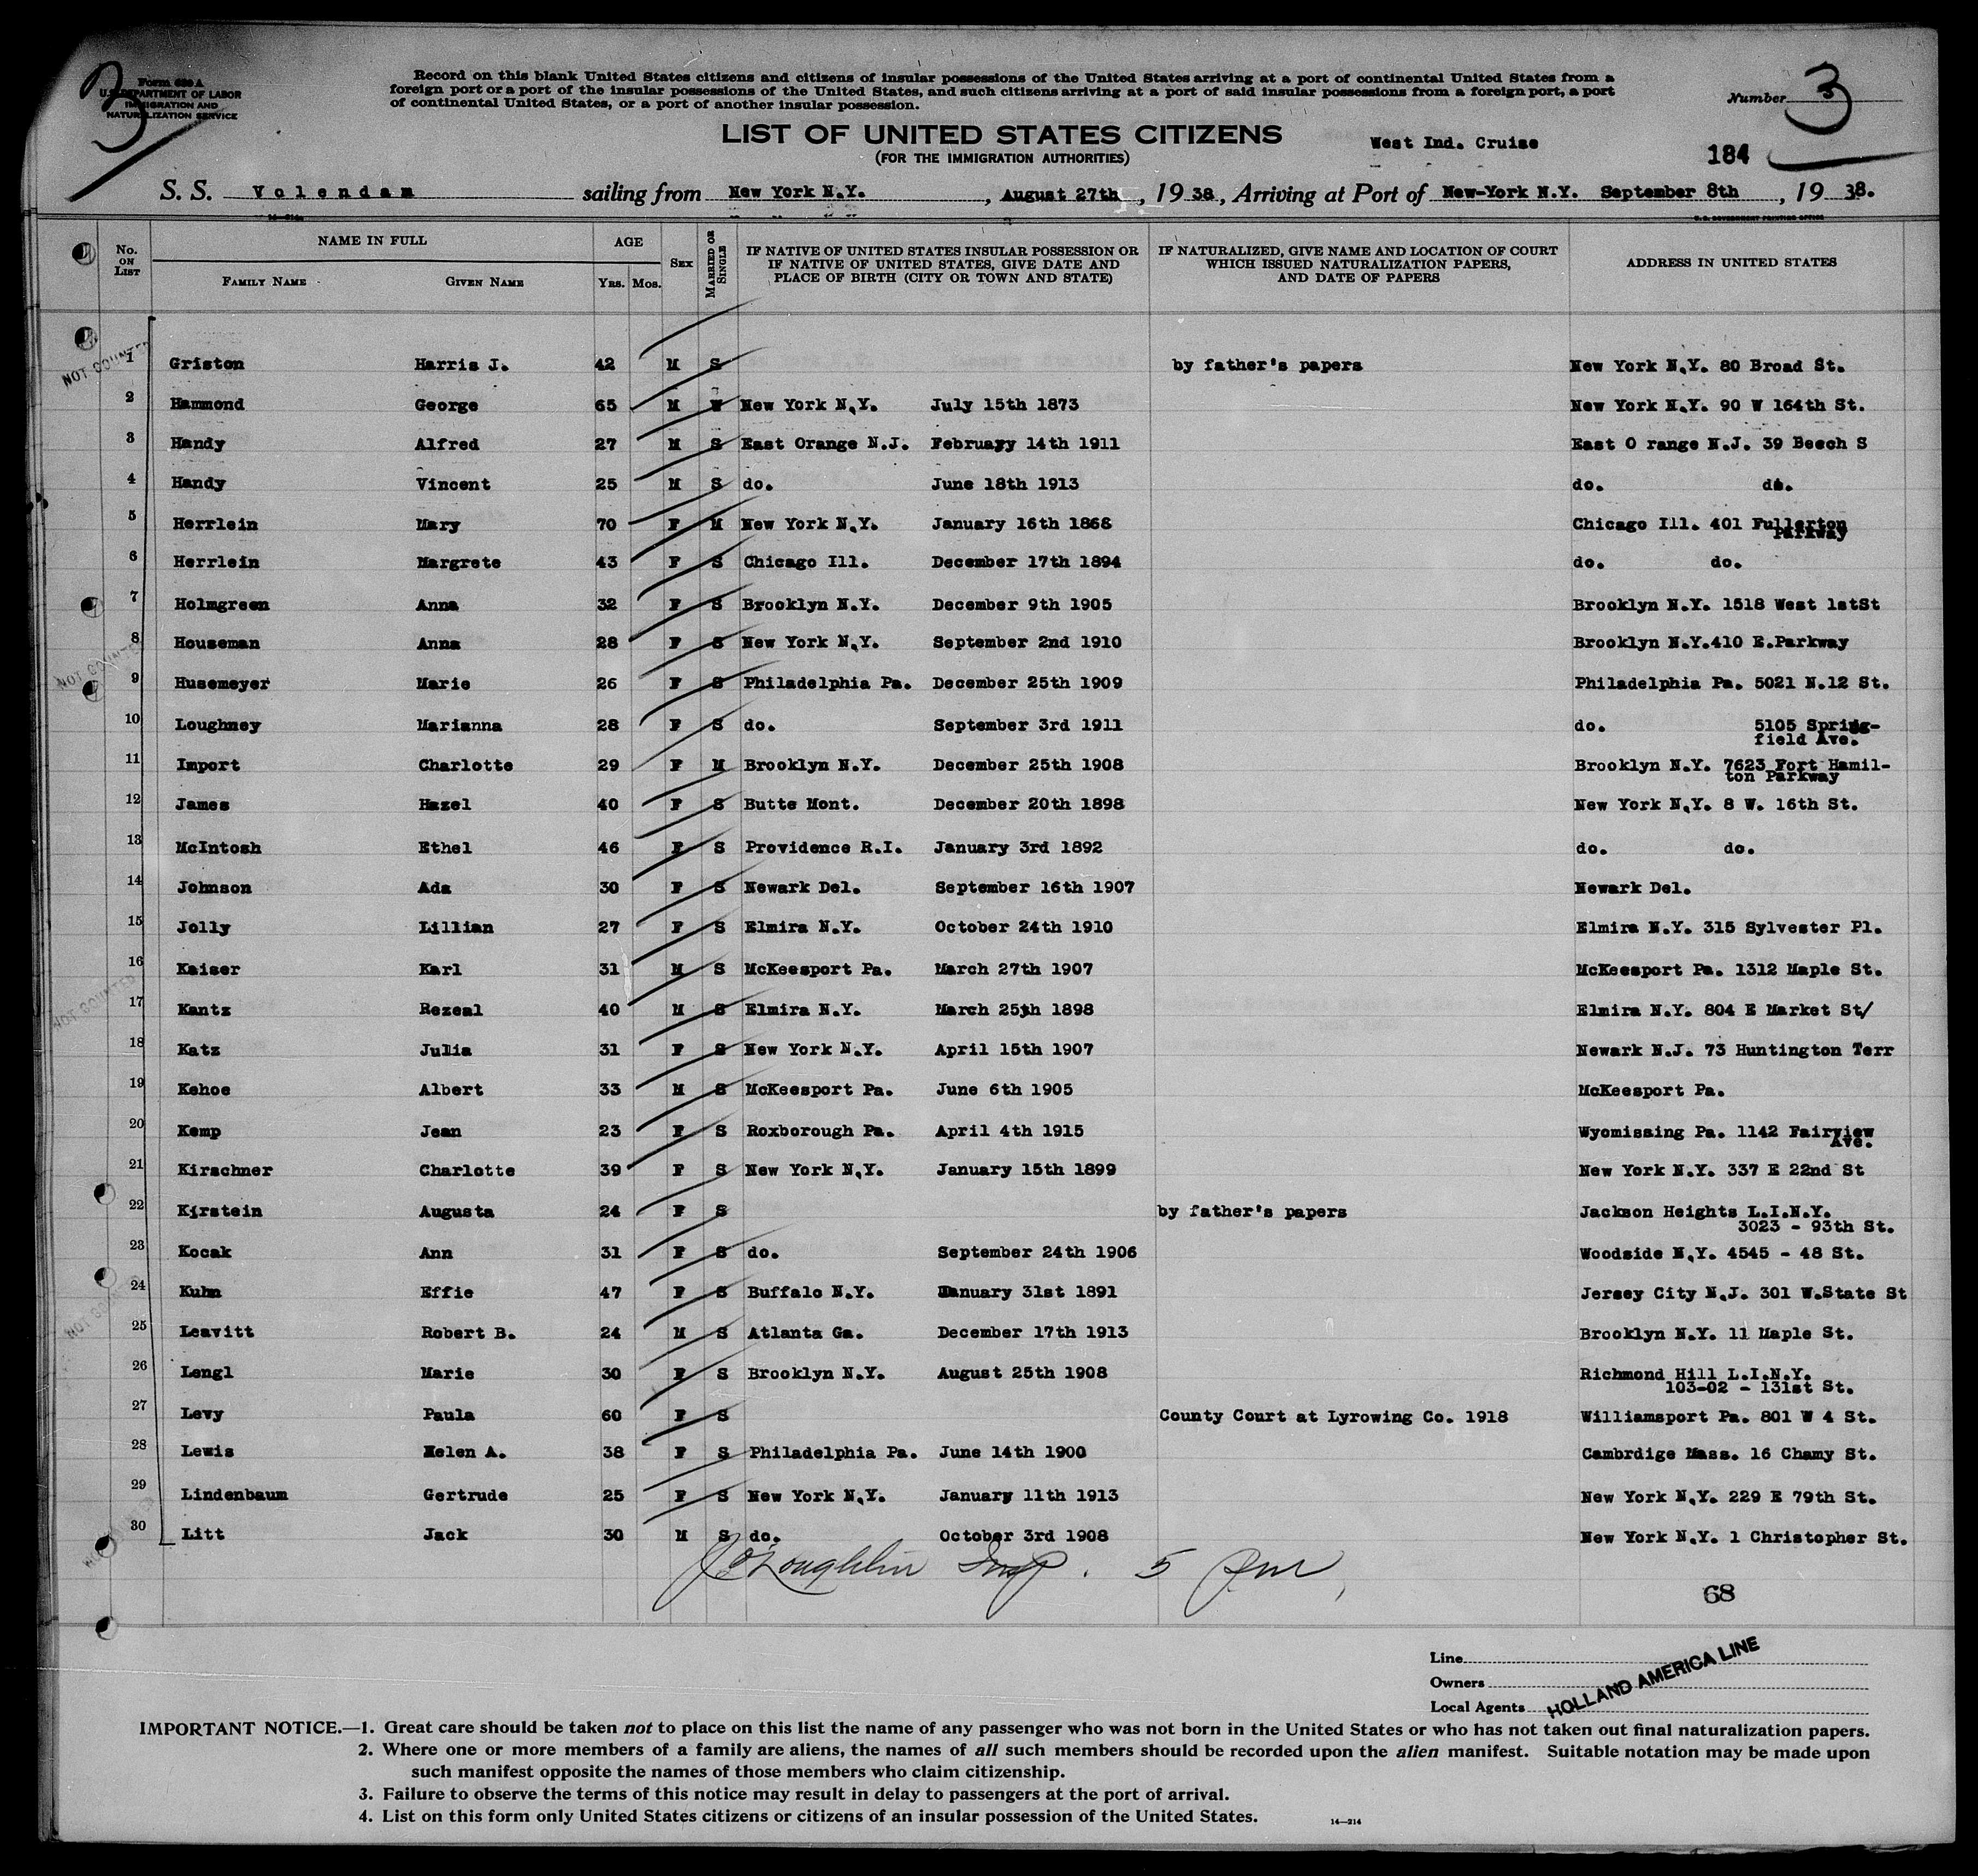 Form 630 A
U.S. DEPARTMENT OF LABOR
IMMIGRATION AND
NATURALIZATION SERVICE
Record on this blank United States citizens and citizens of insular possessions of the United States arriving at a port of continental United States from a
foreign port or a port of the insular possessions of the United States, and such citizens arriving at a port of said insular possessions from a foreign port, a port
of continental United States, or a port of another insular possession.
Number 3
LIST OF UNITED STATES CITIZENS
(FOR THE IMMIGRATION AUTHORITIES)
West Ind. Cruise
184
S. S. Volendam sailing from New York N.Y. , August 27th , 19 38 , Arriving at Port of New-York N.Y. September 8th , 19 38.
U.S. GOVERNMENT PRINTING OFFICE
No. ON LIST NAME IN FULL FAMILY NAME GIVEN NAME AGE YRS. MOS. SEX MARRIED OR SINGLE IF NATIVE OF UNITED STATES INSULAR POSSESSION OR IF NATIVE OF UNITED STATES, GIVE DATE AND PLACE OF BIRTH (CITY OR TOWN AND STATE) IF NATURALIZED, GIVE NAME AND LOCATION OF COURT WHICH ISSUED NATURALIZATION PAPERS, AND DATE OF PAPERS ADDRESS IN UNITED STATES
NOT COUNTED
1 Griston Harris J. 42 M S by father's papers New York N.Y. 80 Broad St.
2 Hammond George 65 M W New York N.Y. July 15th 1873 New York N.Y. 90 W 164th St.
3 Handy Alfred 27 M S East Orange N.J. February 14th 1911 East O range N.J. 39 Beech S
4 Handy Vincent 25 M S do. June 18th 1913 do. do.
5 Herrlein Mary 70 F M New York N.Y. January 16th 1868 Chicago Ill. 401 Fullerton
Parkway
6 Herrlein Margrete 43 F S Chicago Ill. December 17th 1894 do. do.
7 Holmgreen Anna 32 F S Brooklyn N.Y. December 9th 1905 Brooklyn N.Y. 1518 West 1stSt
8 Houseman Anna 28 F S New York N.Y. September 2nd 1910 Brooklyn N.Y.410 E.Parkway
NOT COUNTED
9 Husemeyer Marie 26 F S Philadelphia Pa. December 25th 1909 Philadelphia Pa. 5021 N.12 St.
10 Loughney Marianna 28 F S do. September 3rd 1911 do. 5105 Spring-
field Ave.
11 Import Charlotte 29 F M Brooklyn N.Y. December 25th 1908 Brooklyn N.Y. 7623 Fort Hamil-
ton Parkway
12 James Hazel 40 F S Butte Mont. December 20th 1898 New York N.Y. 8 W. 16th St.
13 McIntosh Ethel 46 F S Providence R.I. January 3rd 1892 do. do.
14 Johnson Ada 30 F S Newark Del. September 16th 1907 Newark Del.
15 Jolly Lillian 27 F S Elmira N.Y. October 24th 1910 Elmira N.Y. 315 Sylvester Pl.
16 Kaiser Karl 31 M S McKeesport Pa. March 27th 1907 McKeesport Pa. 1312 Maple St.
NOT COUNTED
17 Kantz Rezeal 40 M S Elmira N.Y. March 25th 1898 Elmira N.Y. 804 E Market St/
18 Katz Julia 31 F S New York N.Y. April 15th 1907 Newark N.J. 73 Huntington Terr
19 Kehoe Albert 33 M S McKeesport Pa. June 6th 1905 McKeesport Pa.
20 Kemp Jean 23 F S Roxborough Pa. April 4th 1915 Wyomissing Pa. 1142 Fairview
Ave.
21 Kirschner Charlotte 39 F S New York N.Y. January 15th 1899 New York N.Y. 337 E 22nd St
22 Kirstein Augusta 24 F S by father's papers Jackson Heights L.I.N.Y.
3023 - 93th St.
23 Kocak Ann 31 F S do. September 24th 1906 Woodside N.Y. 4545 - 48 St.
24 Kuhn Effie 47 F S Buffalo N.Y. January 31st 1891 Jersey City N.J. 301 W.State St
NOT COUNTED
25 Leavitt Robert B. 24 M S Atlanta Ga. December 17th 1913 Brooklyn N.Y. 11 Maple St.
26 Lengl Marie 30 F S Brooklyn N.Y. August 25th 1908 Richmond Hill L.I.N.Y.
103-02 - 131st St.
27 Levy Paula 60 F S County Court at Lyrowing Co. 1918 Williamsport Pa. 801 W 4 St.
28 Lewis Helen A. 38 F S Philadelphia Pa. June 14th 1900 Cambrdige Mass. 16 Chamy St.
29 Lindenbaum Gertrude 25 F S New York N.Y. January 11th 1913 New York N.Y. 229 E 79th St.
30 Litt Jack 30 M S do. October 3rd 1908 New York N.Y. 1 Christopher St.
J O'Loughlin Insp. 5 pm
68
Line
Owners
Local Agents HOLLAND AMERICA LINE
IMPORTANT NOTICE.—1. Great care should be taken not to place on this list the name of any passenger who was not born in the United States or who has not taken out final naturalization papers.
2. Where one or more members of a family are aliens, the names of all such members should be recorded upon the alien manifest. Suitable notation may be made upon
such manifest opposite the names of those members who claim citizenship.
3. Failure to observe the terms of this notice may result in delay to passengers at the port of arrival.
4. List on this form only United States citizens or citizens of an insular possession of the United States.
14—214